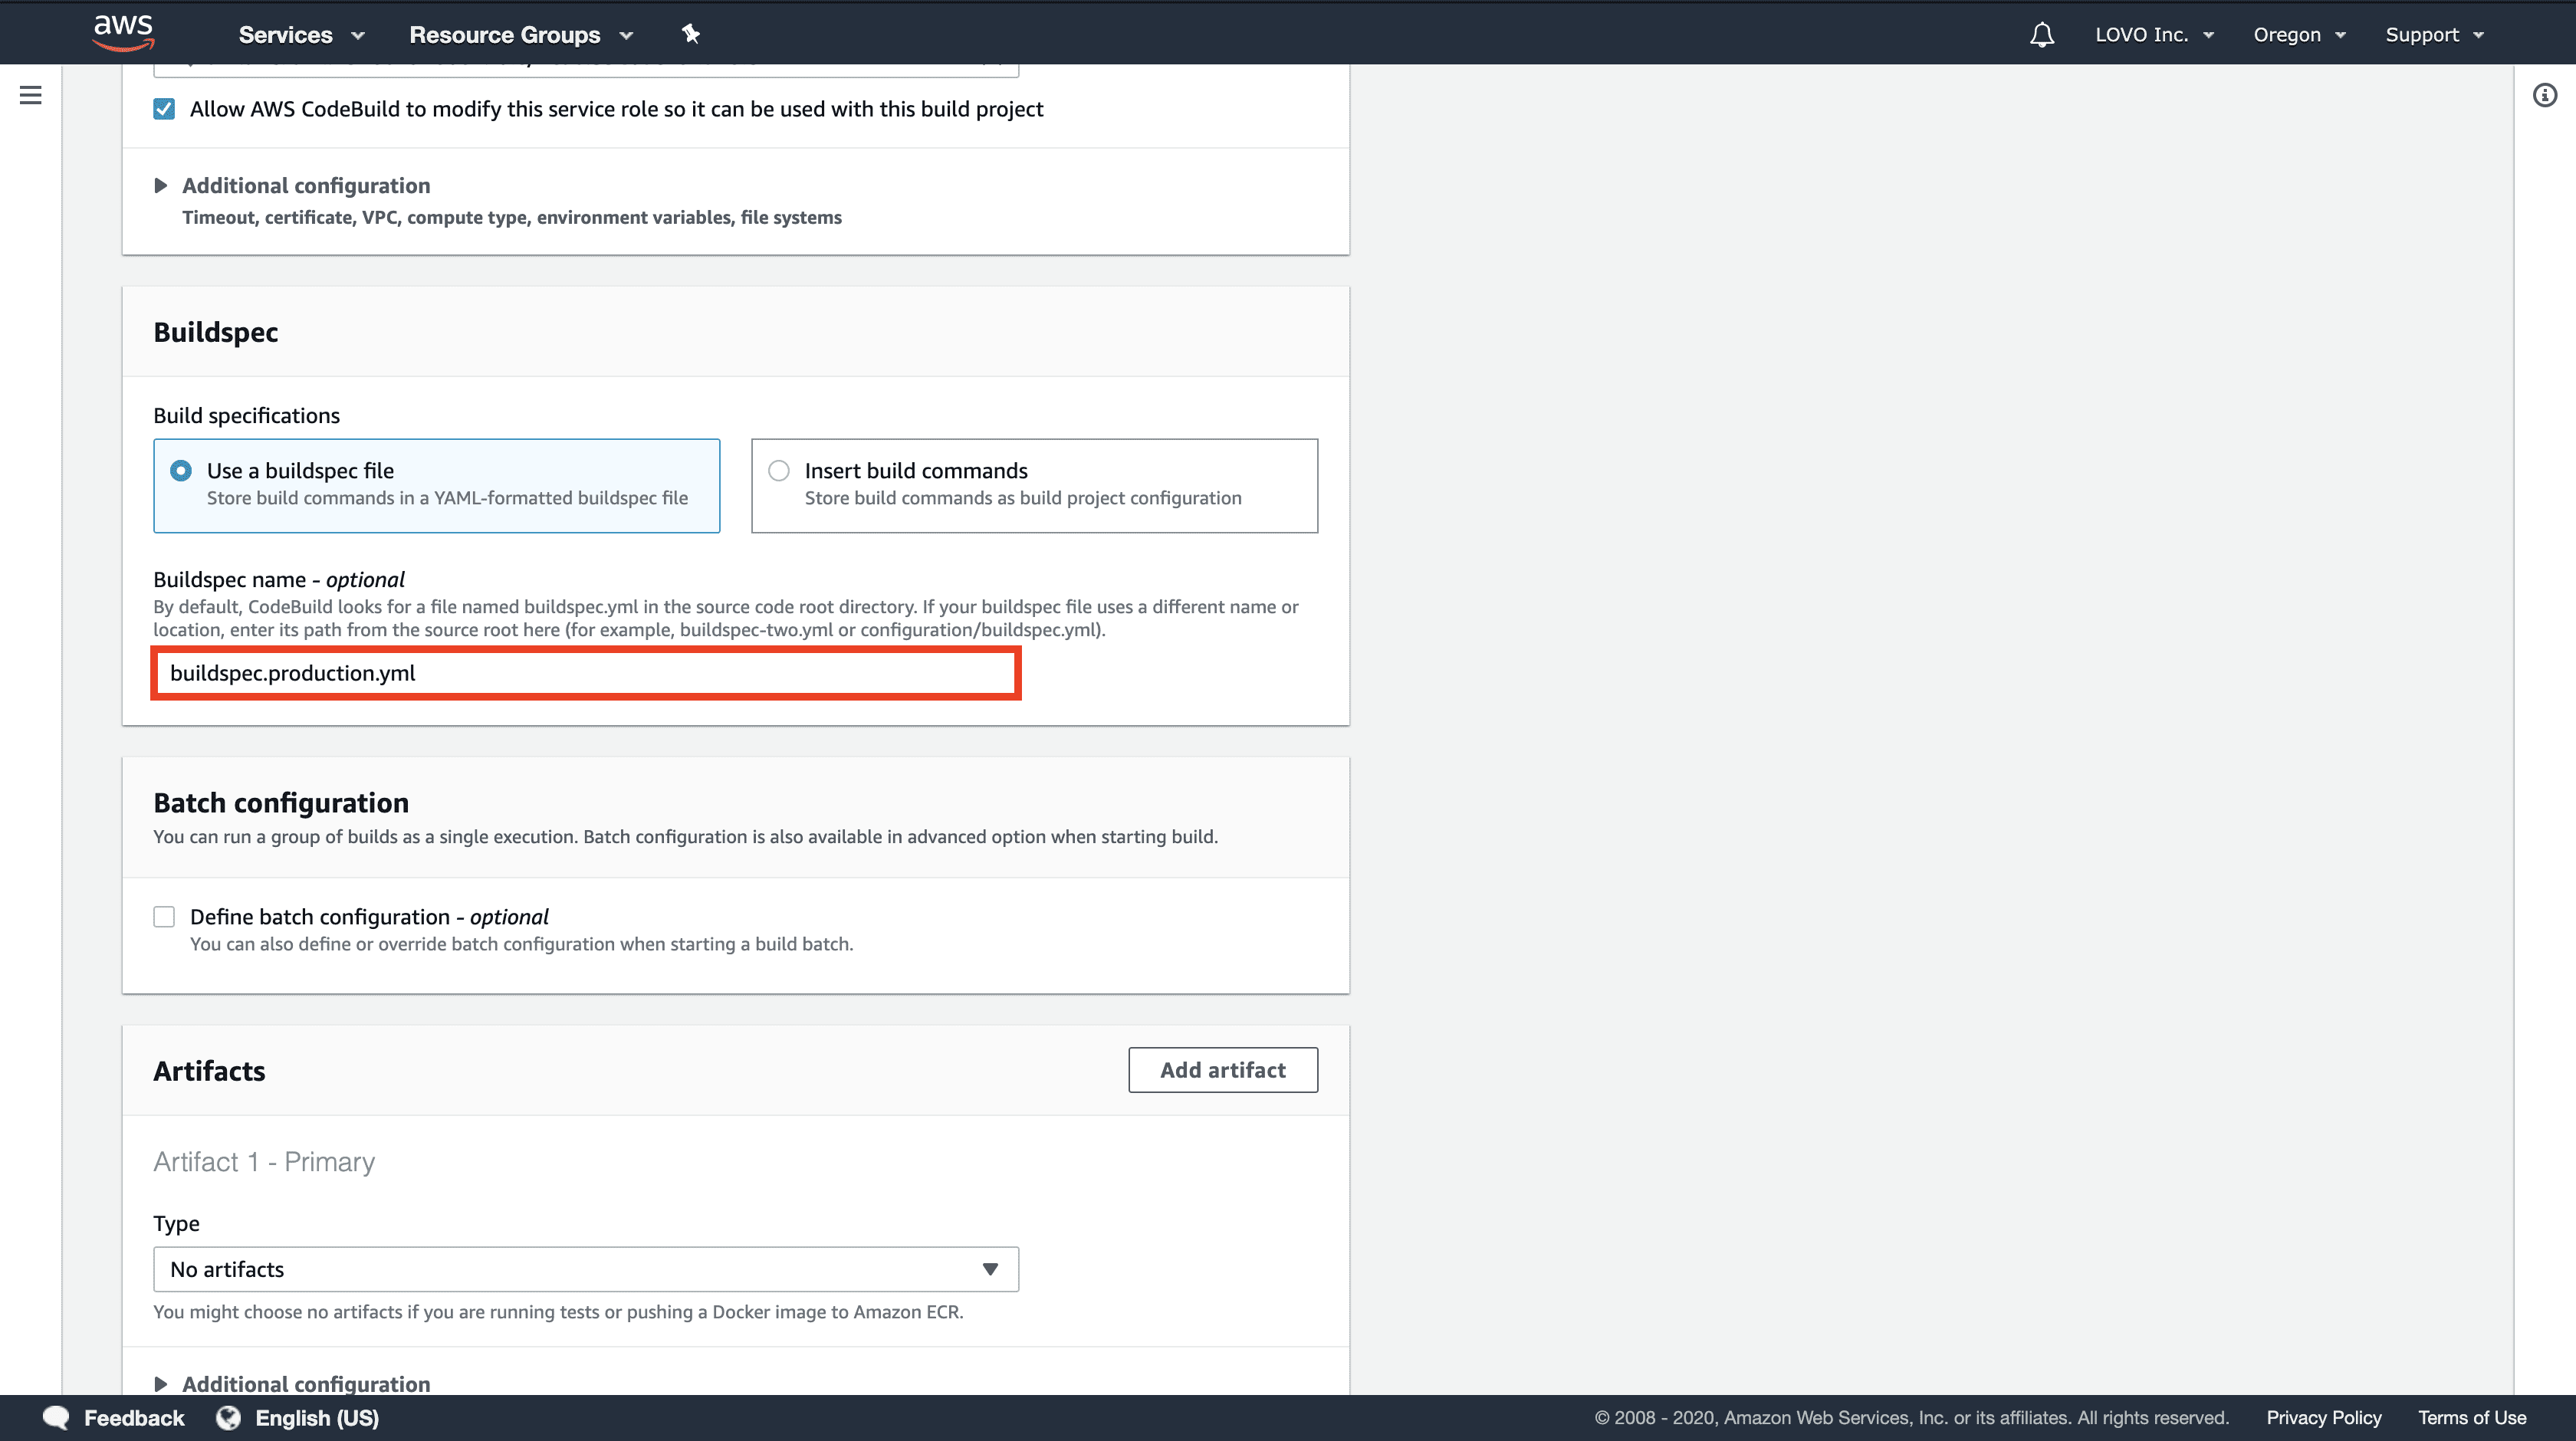 aws
Services
Resource Groups
LOVO Inc.
Oregon
Support
Allow AWS CodeBuild to modify this service role so it can be used with this build project
Additional configuration
Timeout, certificate, VPC, compute type, environment variables, file systems
Buildspec
Build specifications
Use a buildspec file
Store build commands in a YAML-formatted buildspec file
Insert build commands
Store build commands as build project configuration
Buildspec name - optional
By default, CodeBuild looks for a file named buildspec.yml in the source code root directory. If your buildspec file uses a different name or
location, enter its path from the source root here (for example, buildspec-two.yml or configuration/buildspec.yml).
buildspec.production.yml
Batch configuration
You can run a group of builds as a single execution. Batch configuration is also available in advanced option when starting build.
Define batch configuration - optional
You can also define or override batch configuration when starting a build batch.
Artifacts
Add artifact
Artifact 1 - Primary
Type
No artifacts
You might choose no artifacts if you are running tests or pushing a Docker image to Amazon ECR.
Additional configuration
Feedback
English (US)
© 2008 - 2020, Amazon Web Services, Inc. or its affiliates. All rights reserved.
Privacy Policy
Terms of Use